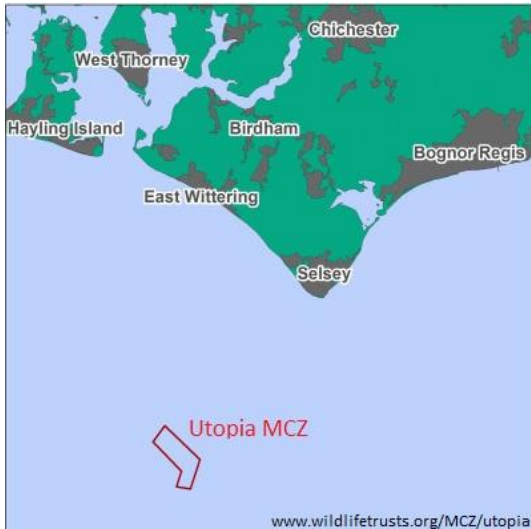 Chichester
West Thorney
Hayling Island
Birdham
Bognor Regis
East Wittering
Selsey
Utopia MCZ
www.wildlifetrusts.org/MCZ/utopia